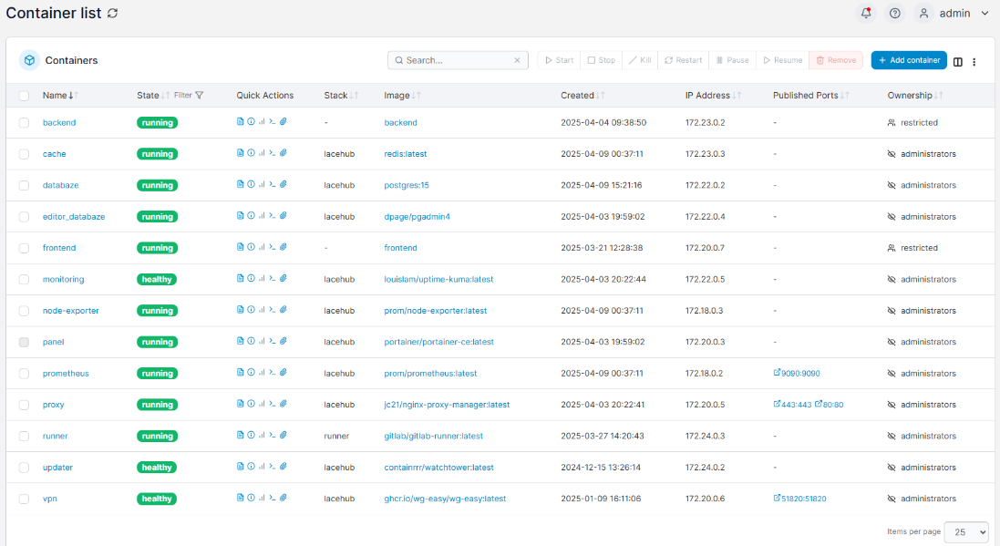 Container list
admin
Containers
Search...
Start Stop Kill Restart Pause Resume Remove + Add container
Name State Filter Quick Actions Stack Image Created IP Address Published Ports Ownership
backend running - backend 2025-04-04 09:38:50 172.23.0.2 - restricted
cache running lacehub redis:latest 2025-04-09 00:37:11 172.23.0.3 - administrators
databaze running lacehub postgres:15 2025-04-09 15:21:16 172.22.0.2 - administrators
editor_databaze running lacehub dpage/pgadmin4 2025-04-03 19:59:02 172.22.0.4 - administrators
frontend running - frontend 2025-03-21 12:28:38 172.20.0.7 - restricted
monitoring healthy lacehub louislam/uptime-kuma:latest 2025-04-03 20:22:44 172.22.0.5 - administrators
node-exporter running lacehub prom/node-exporter:latest 2025-04-09 00:37:11 172.18.0.3 - administrators
panel running lacehub portainer/portainer-ce:latest 2025-04-03 19:59:02 172.20.0.3 - administrators
prometheus running lacehub prom/prometheus:latest 2025-04-09 00:37:11 172.18.0.2 9090:9090 administrators
proxy running lacehub jc21/nginx-proxy-manager:latest 2025-04-03 20:22:41 172.20.0.5 443:443 80:80 administrators
runner running runner gitlab/gitlab-runner:latest 2025-03-27 14:20:43 172.24.0.3 - administrators
updater healthy lacehub containrrr/watchtower:latest 2024-12-15 13:26:14 172.24.0.2 - administrators
vpn healthy lacehub ghcr.io/wg-easy/wg-easy:latest 2025-01-09 16:11:06 172.20.0.6 51820:51820 administrators
Items per page 25